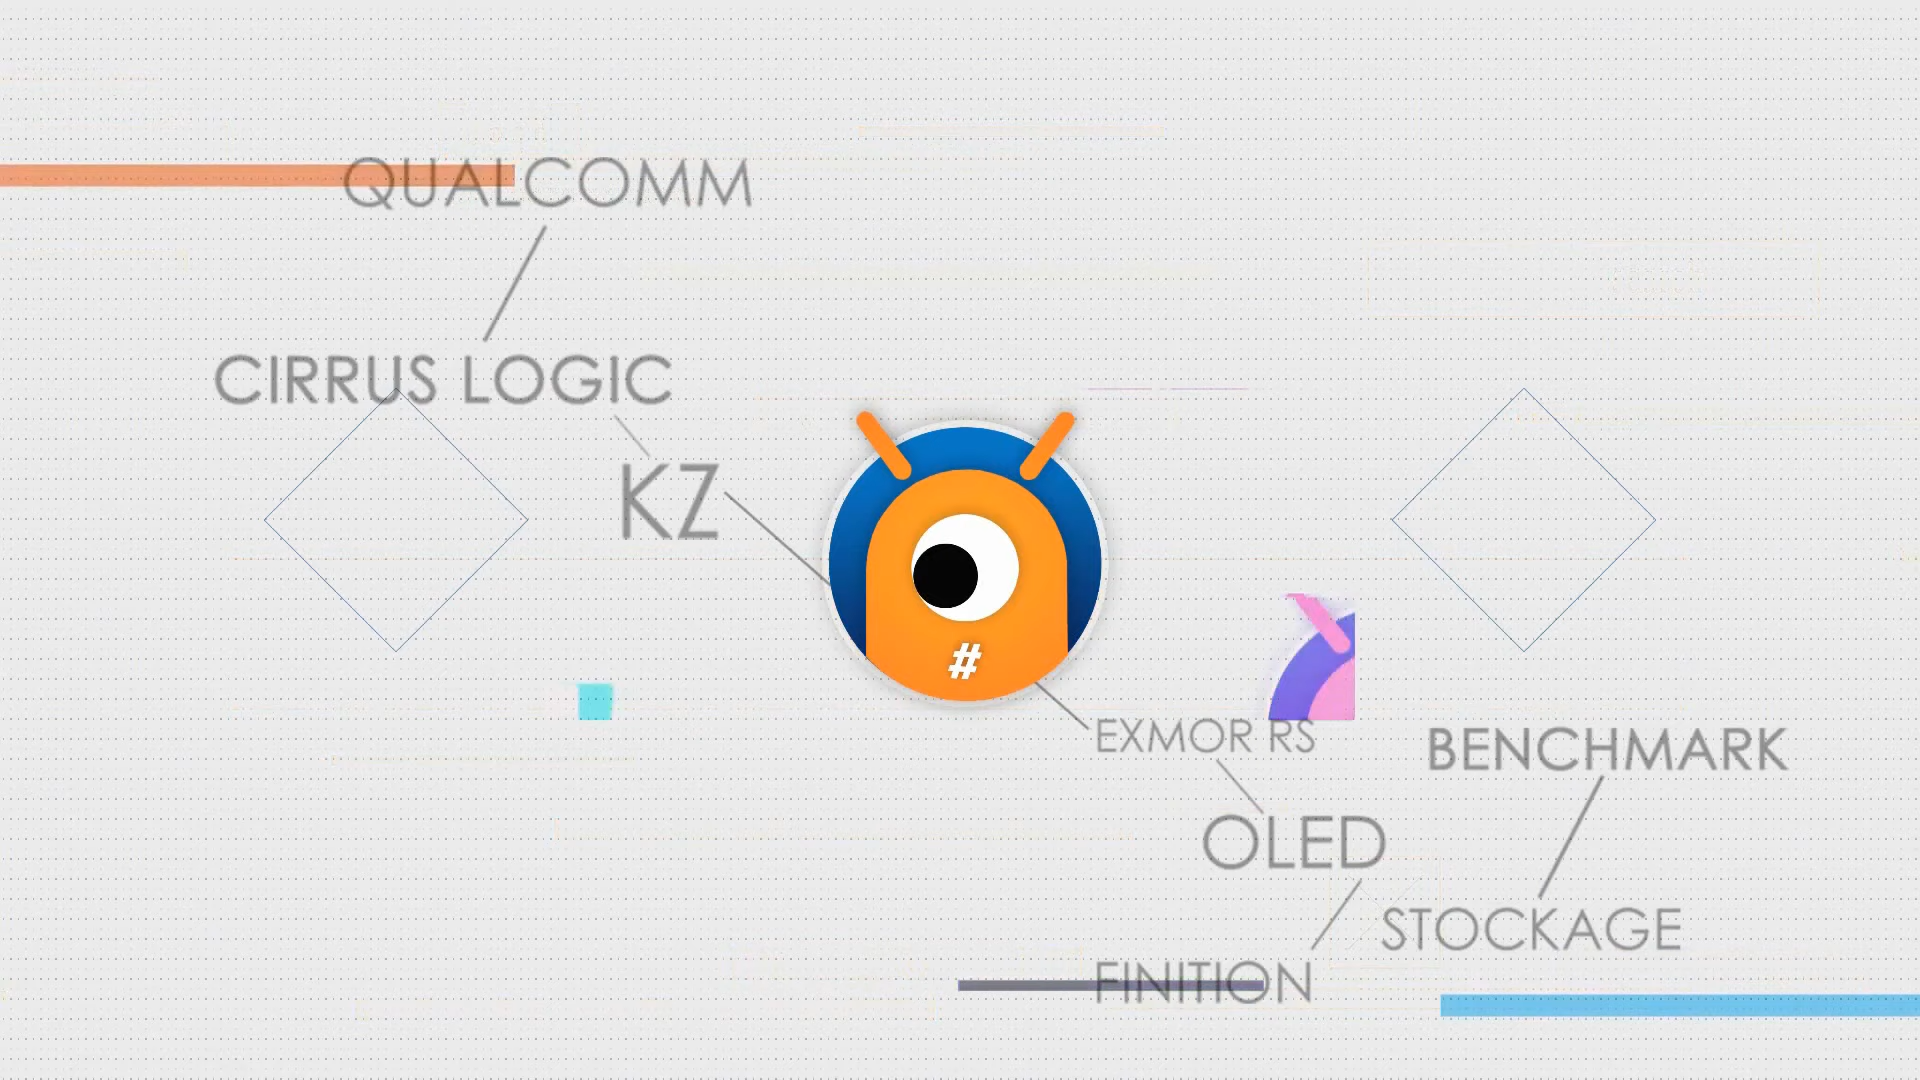 QUALCOMM
CIRRUS LOGIC
KZ
#
EXMOR RS
BENCHMARK
OLED
STOCKAGE
FINITION